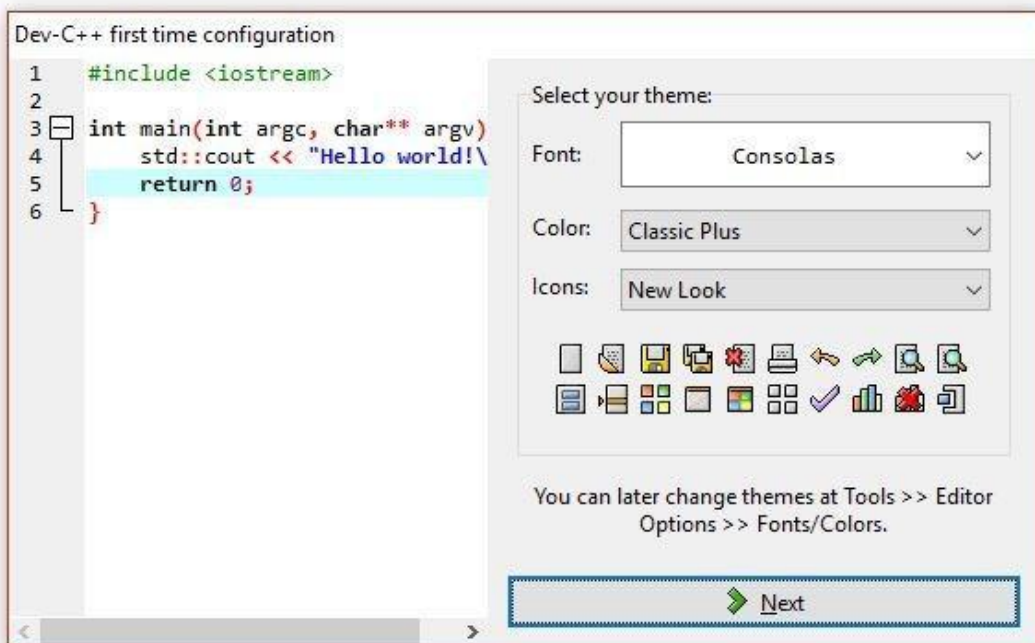 Dev-C++ first time configuration
1 #include <iostream>
2
3 int main(int argc, char** argv)
4 std::cout << "Hello world!\
5 return 0;
6 }
Select your theme:
Font: Consolas
Color: Classic Plus
Icons: New Look
You can later change themes at Tools >> Editor
Options >> Fonts/Colors.
Next